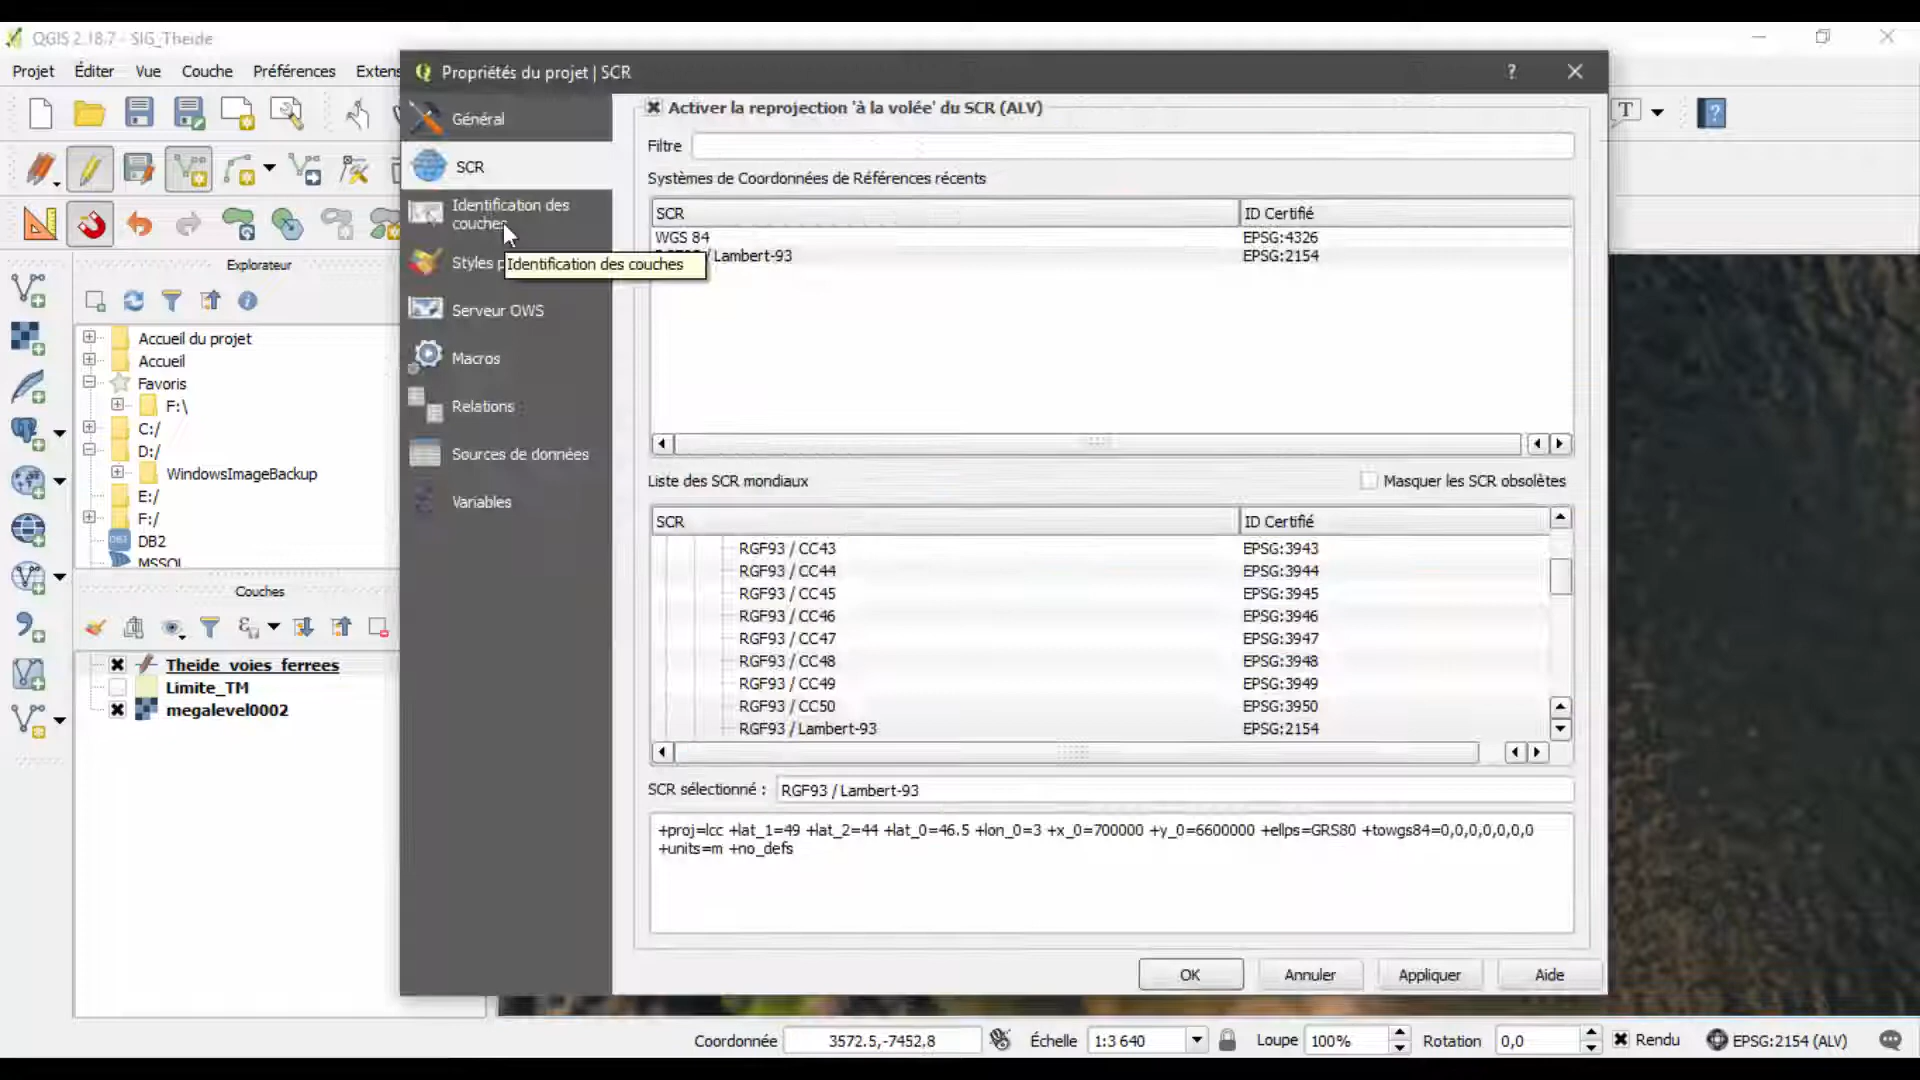 QGIS 2.18.7 - SIG_Theide
Projet Éditer Vue Couche Préférences Extens
Propriétés du projet | SCR
Général
SCR
Identification des
couches
Styles p
Identification des couches
Serveur OWS
Macros
Relations
Sources de données
Variables
Activer la reprojection 'à la volée' du SCR (ALV)
Filtre
Systèmes de Coordonnées de Références récents
SCR ID Certifié
WGS 84 EPSG:4326
/ Lambert-93 EPSG:2154
Liste des SCR mondiaux
Masquer les SCR obsolètes
SCR ID Certifié
RGF93 / CC43 EPSG:3943
RGF93 / CC44 EPSG:3944
RGF93 / CC45 EPSG:3945
RGF93 / CC46 EPSG:3946
RGF93 / CC47 EPSG:3947
RGF93 / CC48 EPSG:3948
RGF93 / CC49 EPSG:3949
RGF93 / CC50 EPSG:3950
RGF93 / Lambert-93 EPSG:2154
SCR sélectionné : RGF93 / Lambert-93
+proj=lcc +lat_1=49 +lat_2=44 +lat_0=46.5 +lon_0=3 +x_0=700000 +y_0=6600000 +ellps=GRS80 +towgs84=0,0,0,0,0,0,0
+units=m +no_defs
OK Annuler Appliquer Aide
Explorateur
Accueil du projet
Accueil
Favoris
F:\
C:/
D:/
WindowsImageBackup
E:/
F:/
DB2
MSSQL
Couches
Theide_voies_ferrees
Limite_TM
megalevel0002
Coordonnée 3572.5,-7452.8 Échelle 1:3 640 Loupe 100% Rotation 0,0 Rendu EPSG:2154 (ALV)